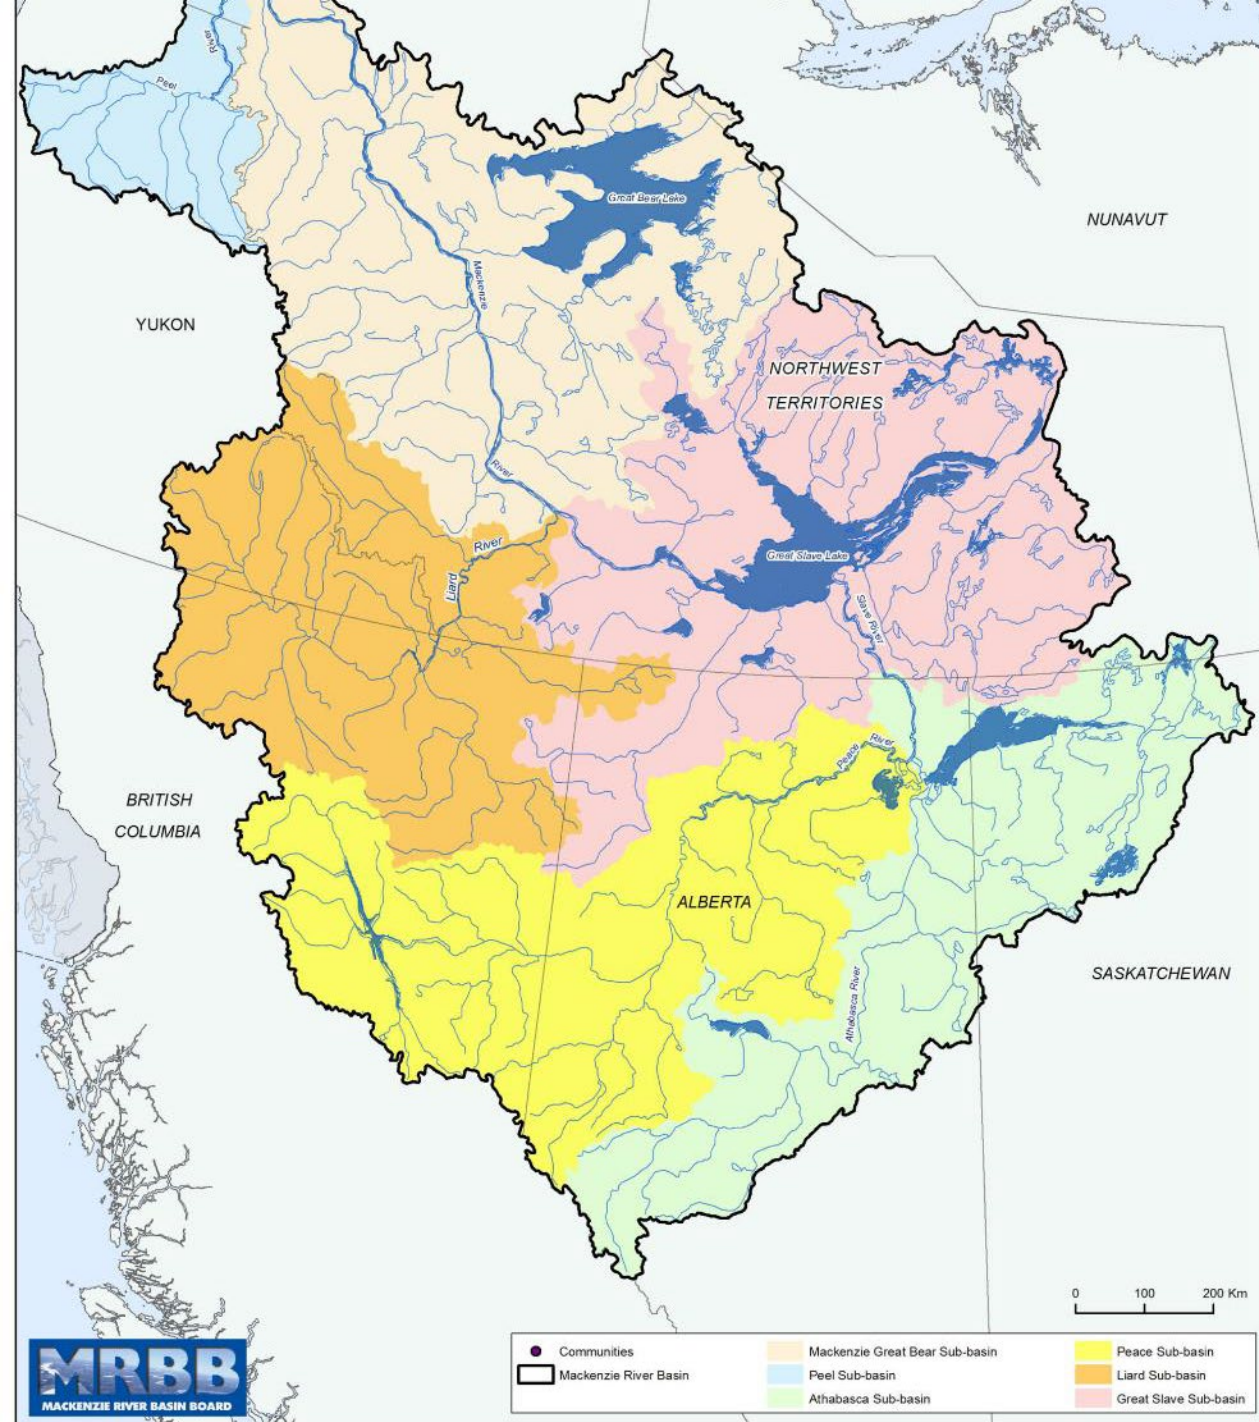 River
Peel
Great Bear Lake
NUNAVUT
Mackenzie
YUKON
NORTHWEST
TERRITORIES
River
River
Great Slave Lake
Liard
Slave River
River
Peace
BRITISH
COLUMBIA
ALBERTA
SASKATCHEWAN
Athabasca River
0 100 200 Km
MRBB
MACKENZIE RIVER BASIN BOARD
Communities
Mackenzie River Basin
Mackenzie Great Bear Sub-basin
Peel Sub-basin
Athabasca Sub-basin
Peace Sub-basin
Liard Sub-basin
Great Slave Sub-basin